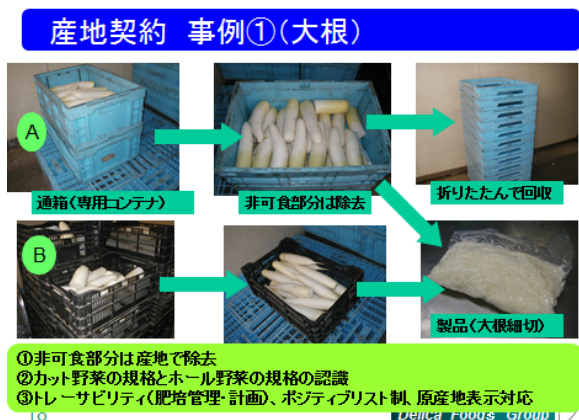 産地契約 事例①(大根)
A
通箱(専用コンテナ)
非可食部分は除去
折りたたんで回収
B
製品(大根細切)
①非可食部分は産地で除去
②カット野菜の規格とホール野菜の規格の認識
③トレーサビリティ(肥培管理・計画)、ポジティブリスト制、原産地表示対応
18
Delica Foods Group